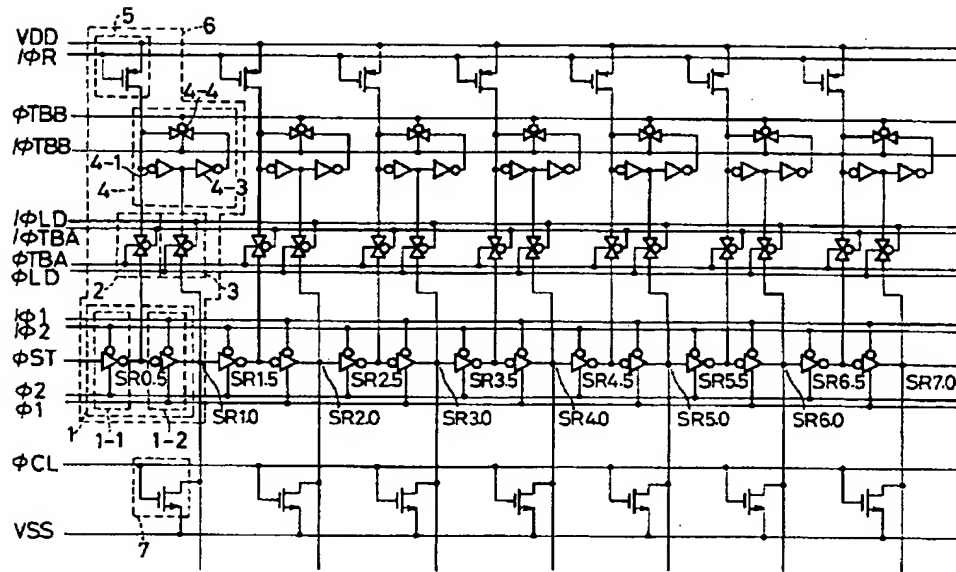 5 6
VDD
/ΦR
4-4
ΦTBB
/ΦTBB
4-1
4 4-3
/ΦLD
/ΦTBA
ΦTBA
ΦLD
2 3
/Φ1
/Φ2
ΦST
SR0.5 SR1.5 SR2.5 SR3.5 SR4.5 SR5.5 SR6.5 SR7.0
Φ2
Φ1
SR1.0 SR2.0 SR3.0 SR4.0 SR5.0 SR6.0
1 1-1 1-2
ΦCL
7
VSS